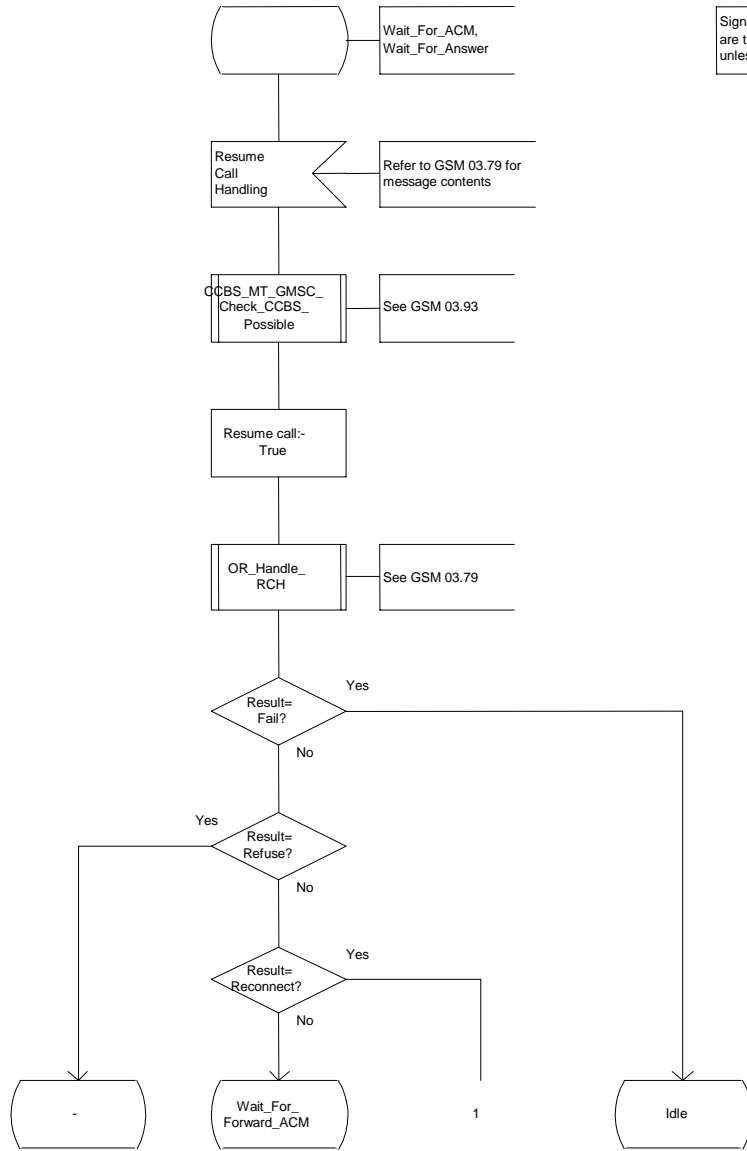 Wait_For_ACM,
Wait_For_Answer
Sign
are t
unles
Resume
Call
Handling
Refer to GSM 03.79 for
message contents
CCBS_MT_GMSC_
Check_CCBS_
Possible
See GSM 03.93
Resume call:-
True
OR_Handle_
RCH
See GSM 03.79
Result=
Fail?
Yes
No
Result=
Refuse?
Yes
No
Result=
Reconnect?
Yes
No
-
Wait_For_
Forward_ACM
1
Idle